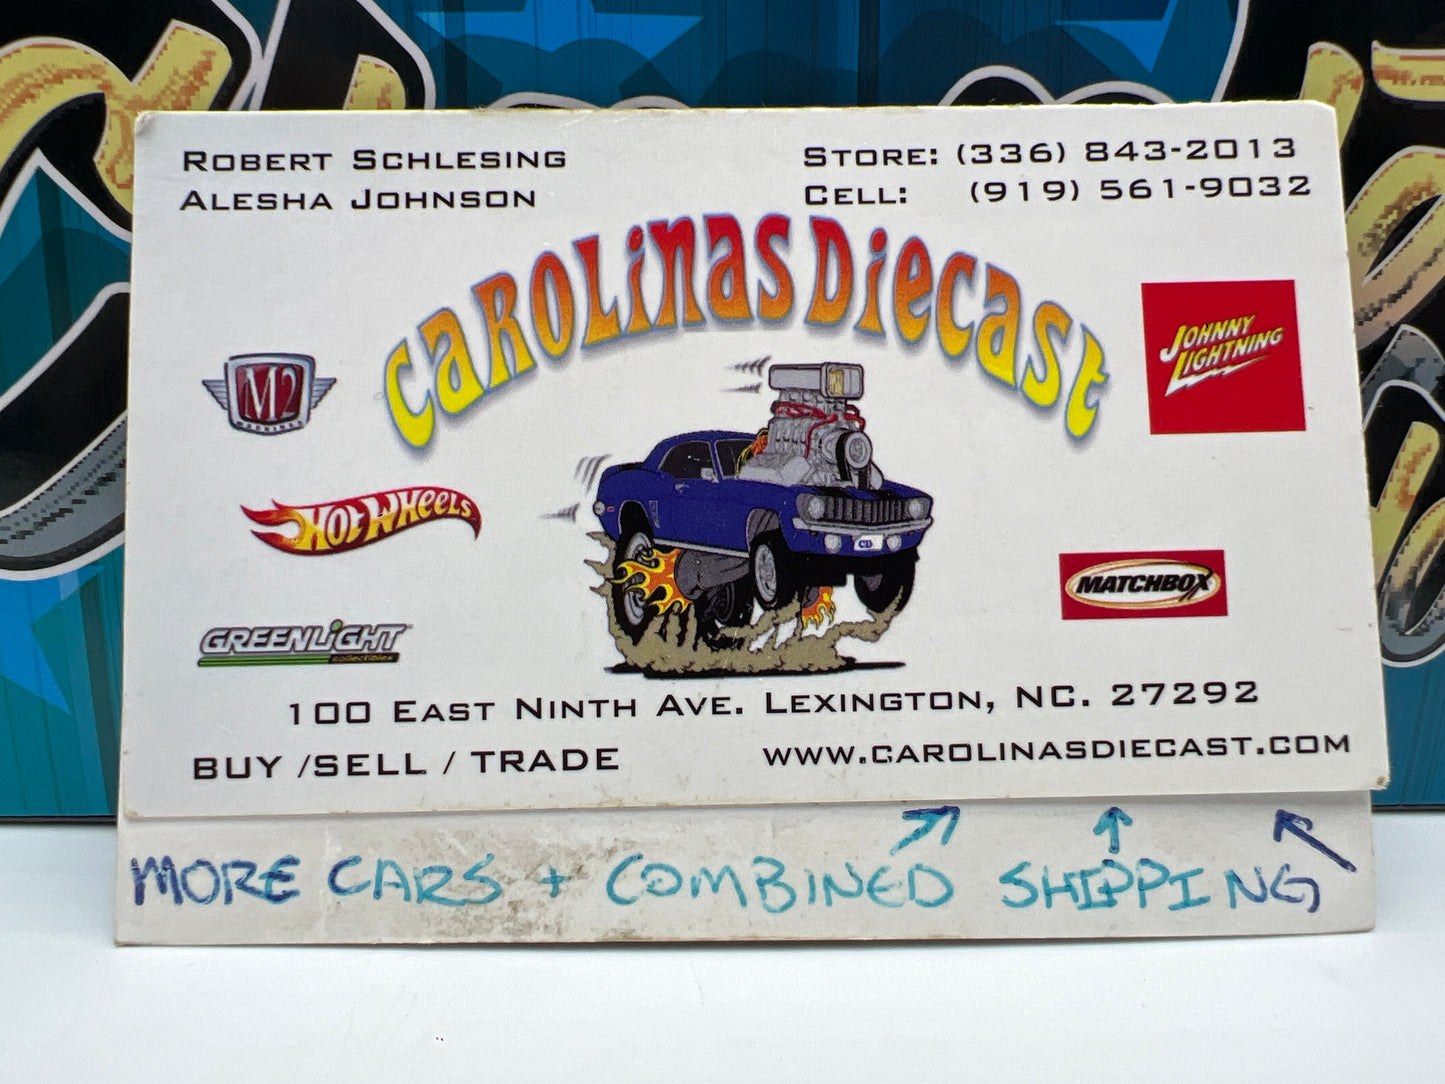 ROBERT SCHLESING
ALESHA JOHNSON
STORE: (336) 843-2013
CELL: (919) 561-9032
CAROLINAS DIECAST
M2
MACHINES
JOHNNY
LIGHTNING
HOT WHEELS
MATCHBOX
GREENLIGHT
collectibles
100 EAST NINTH AVE. LEXINGTON, NC. 27292
BUY /SELL / TRADE
WWW.CAROLINASDIECAST.COM
MORE CARS + COMBINED SHIPPING